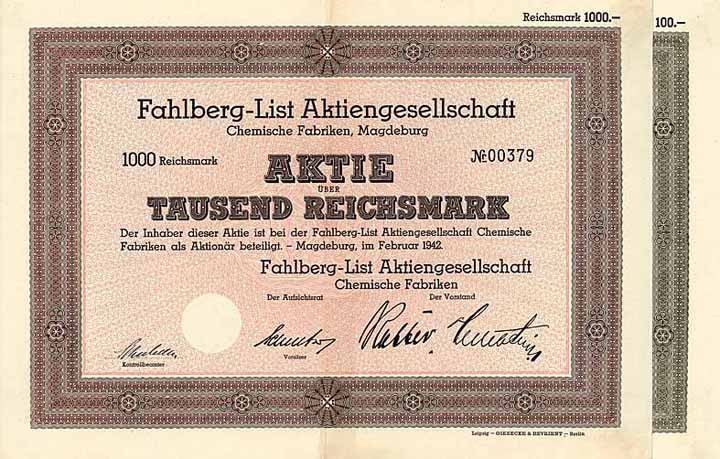 Reichsmark 1000.—
100.—
Fahlberg-List Aktiengesellschaft
Chemische Fabriken, Magdeburg
1000 Reichsmark
AKTIE
№ 00379
ÜBER
TAUSEND REICHSMARK
Der Inhaber dieser Aktie ist bei der Fahlberg-List Aktiengesellschaft Chemische
Fabriken als Aktionär beteiligt. – Magdeburg, im Februar 1942.
Fahlberg-List Aktiengesellschaft
Chemische Fabriken
Der Aufsichtsrat
Der Vorstand
Vorsitzer
Kontrollbeamter
Leipzig — GIESECKE & DEVRIENT — Berlin